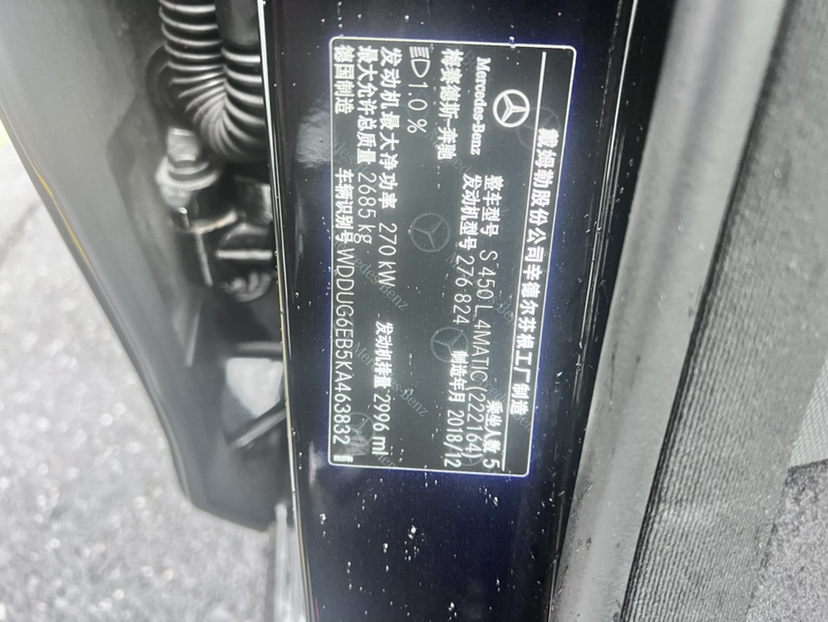 戴姆勒股份公司辛德尔芬根工厂制造
Mercedes-Benz
梅赛德斯-奔驰
整车型号 S 450 L 4MATIC (222164)
乘坐人数 5
发动机型号 276 824
制造年月 2018/12
1.0 %
发动机最大净功率 270 kW
发动机排量 2996 ml
最大允许总质量 2685 kg
德国制造
车辆识别号 WDDUG6EB5KA463832